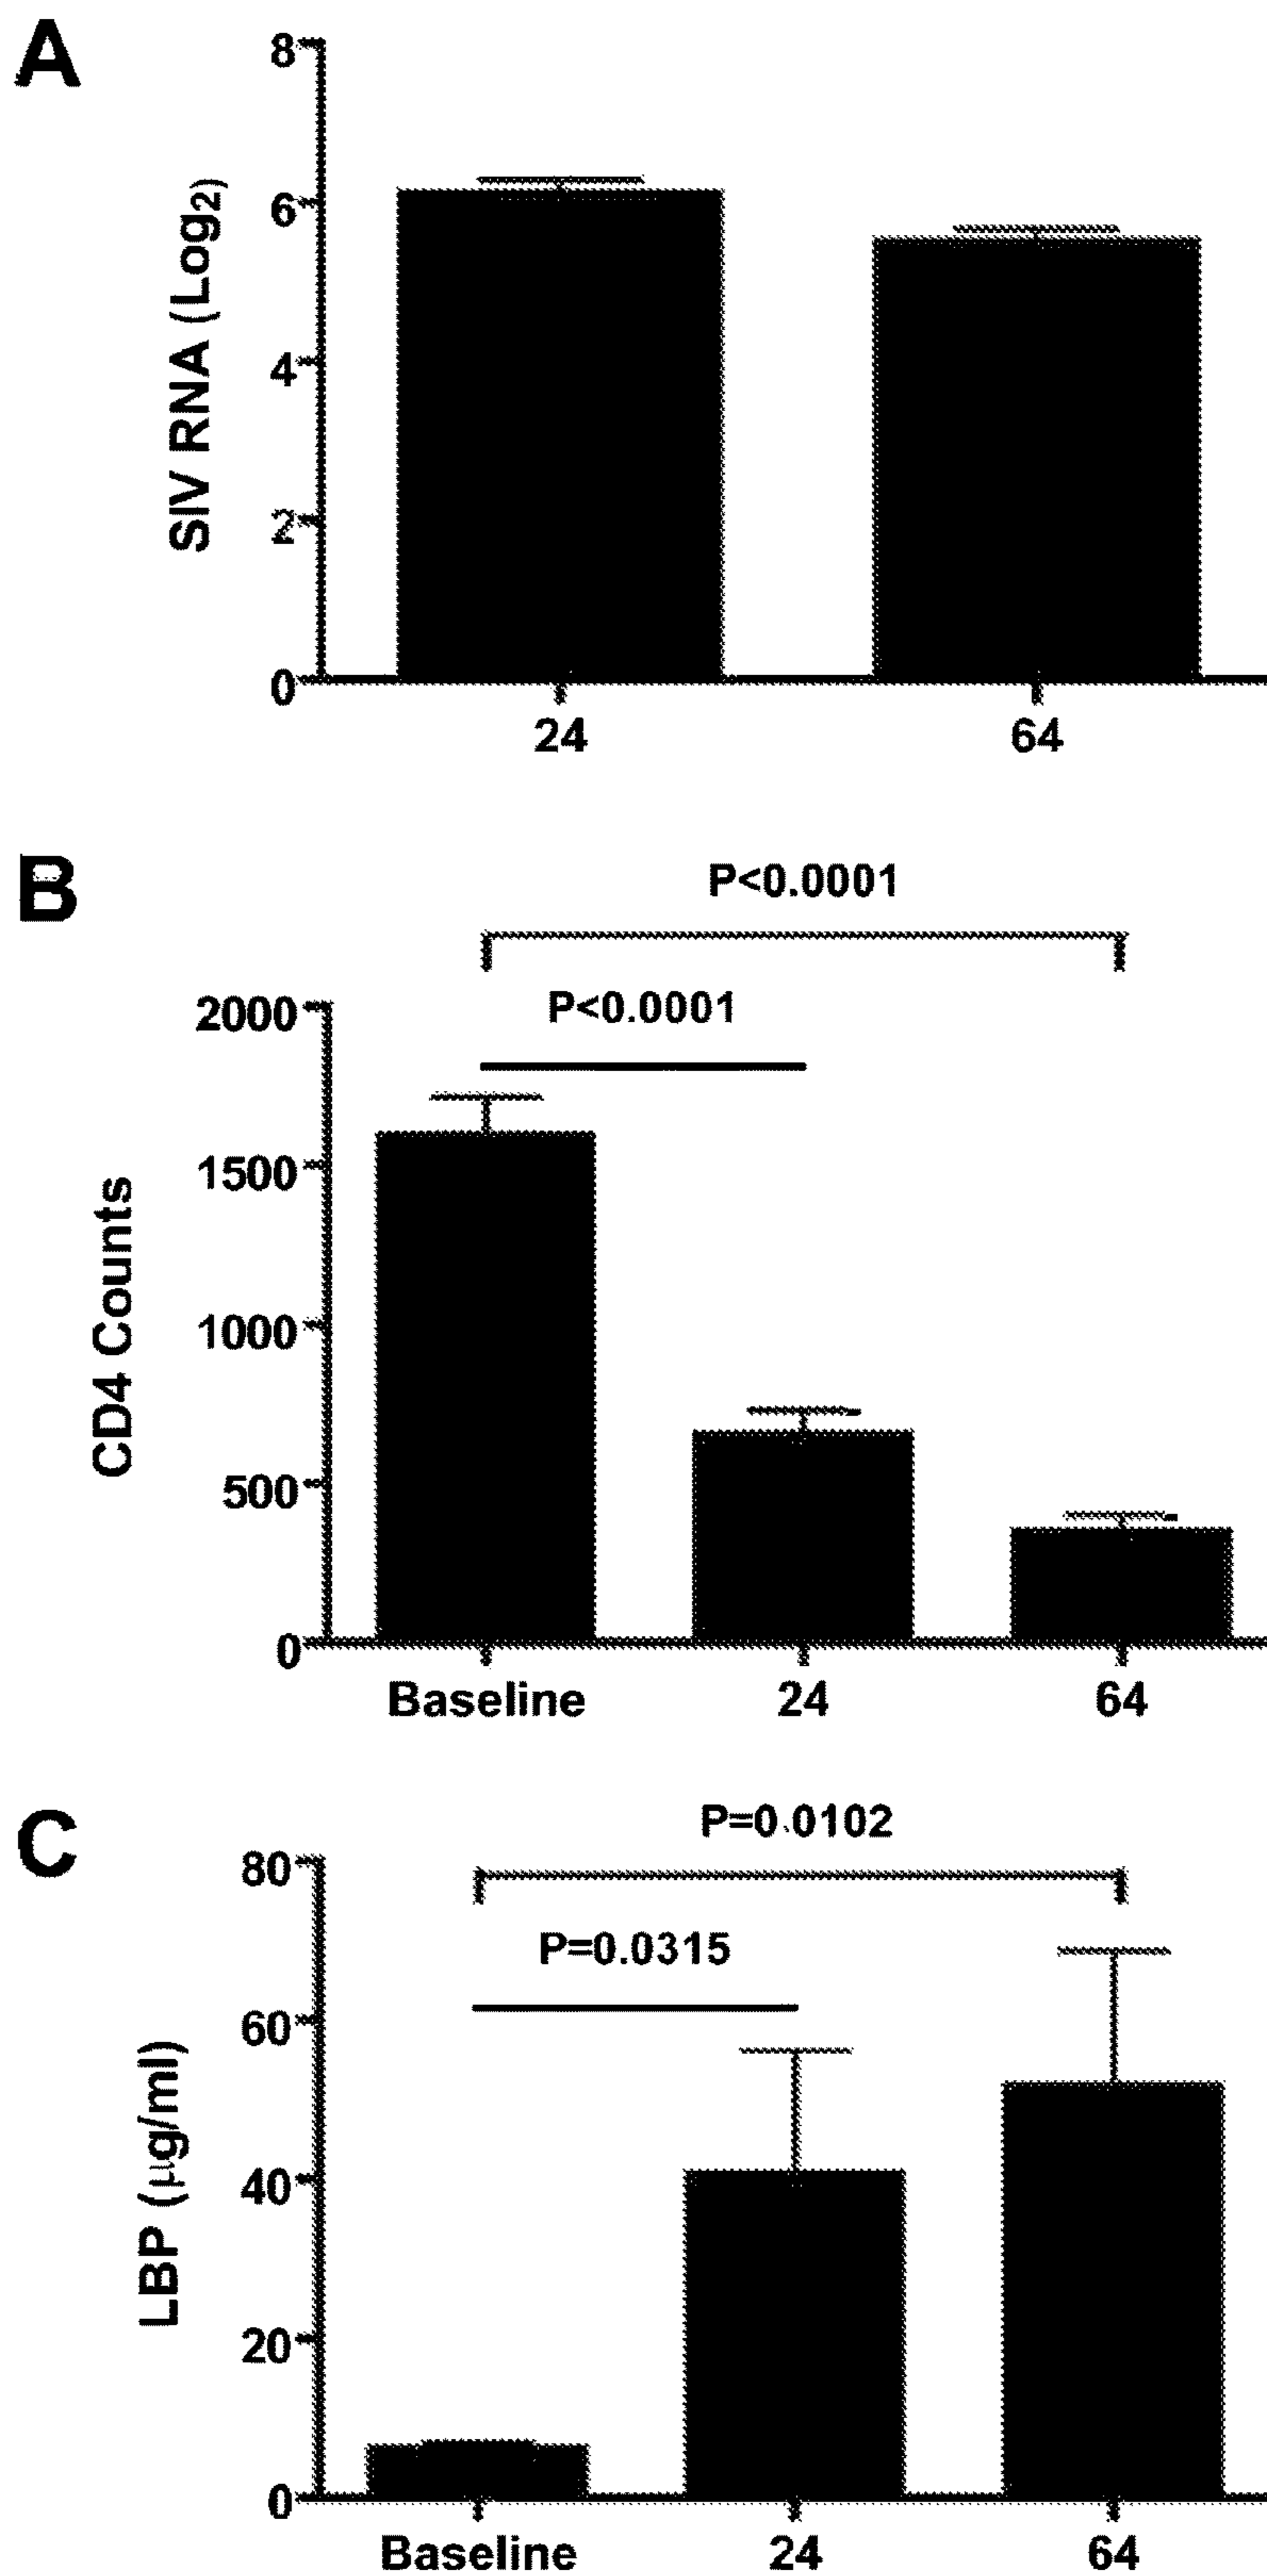 A
SIV RNA (Log2)
8
6
4
2
0
24 64
B
P<0.0001
P<0.0001
CD4 Counts
2000
1500
1000
500
0
Baseline 24 64
C
P=0.0102
P=0.0315
LBP (µg/ml)
80
60
40
20
0
Baseline 24 64